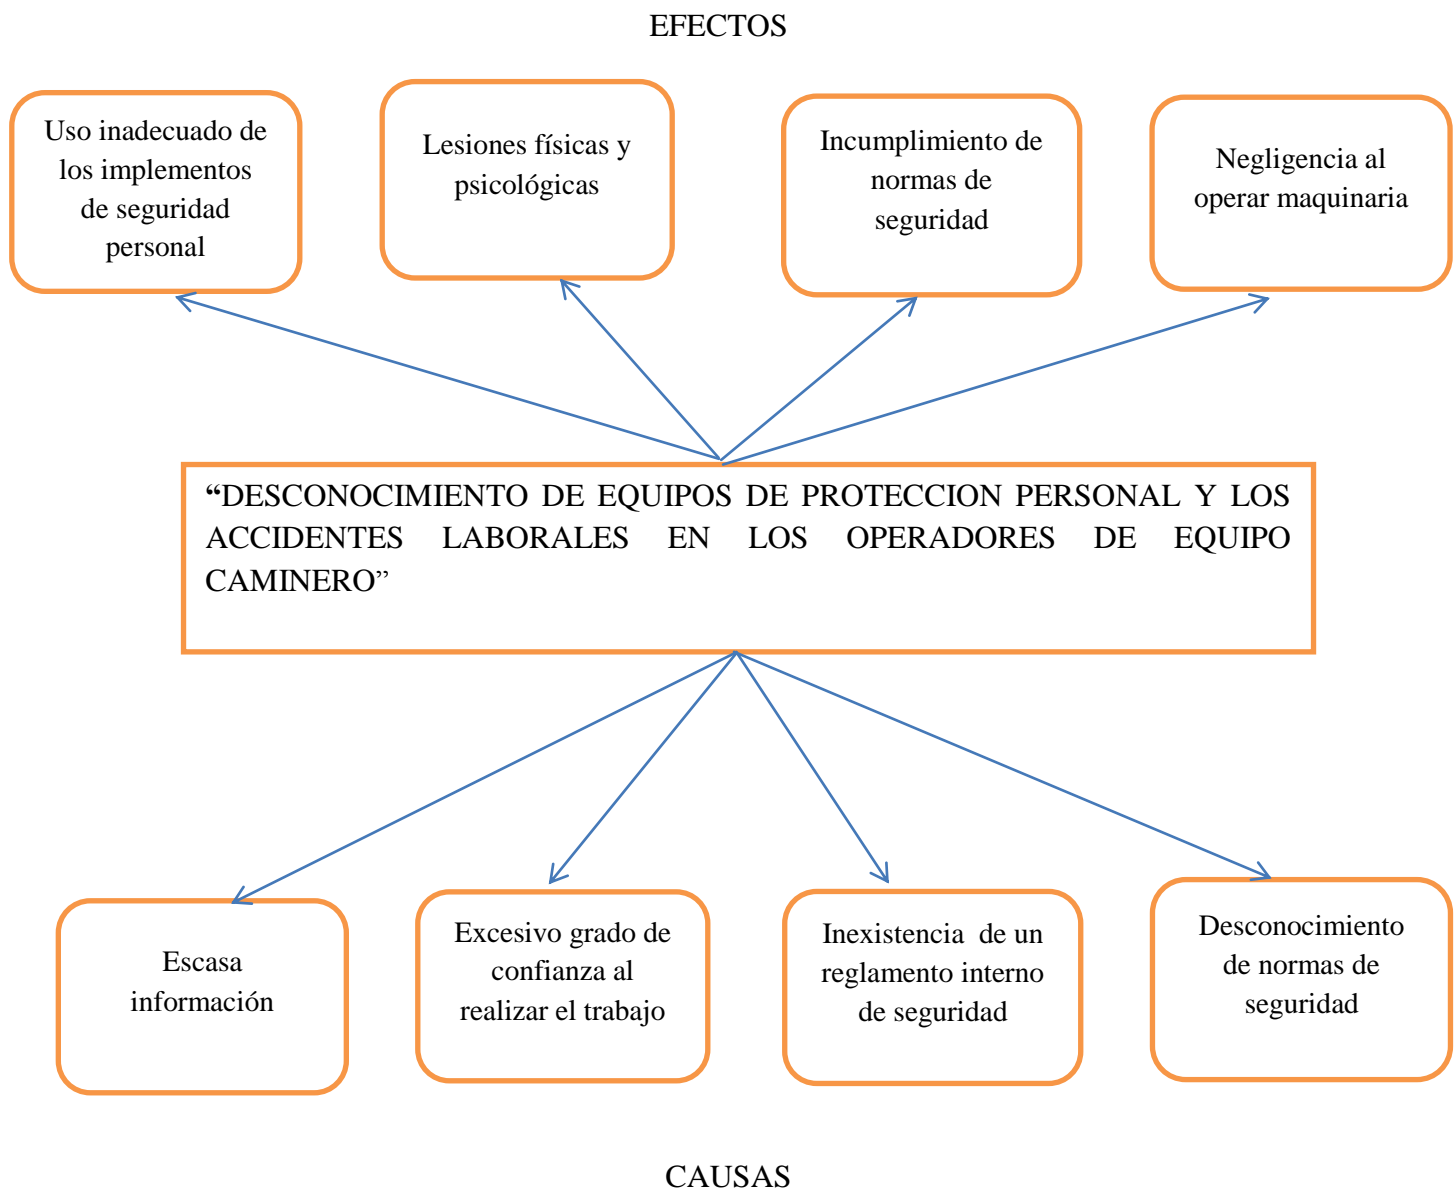 EFECTOS
Uso inadecuado de
los implementos
de seguridad
personal
Lesiones físicas y
psicológicas
Incumplimiento de
normas de
seguridad
Negligencia al
operar maquinaria
“DESCONOCIMIENTO DE EQUIPOS DE PROTECCION PERSONAL Y LOS
ACCIDENTES LABORALES EN LOS OPERADORES DE EQUIPO
CAMINERO”
Escasa
información
Excesivo grado de
confianza al
realizar el trabajo
Inexistencia de un
reglamento interno
de seguridad
Desconocimiento
de normas de
seguridad
CAUSAS